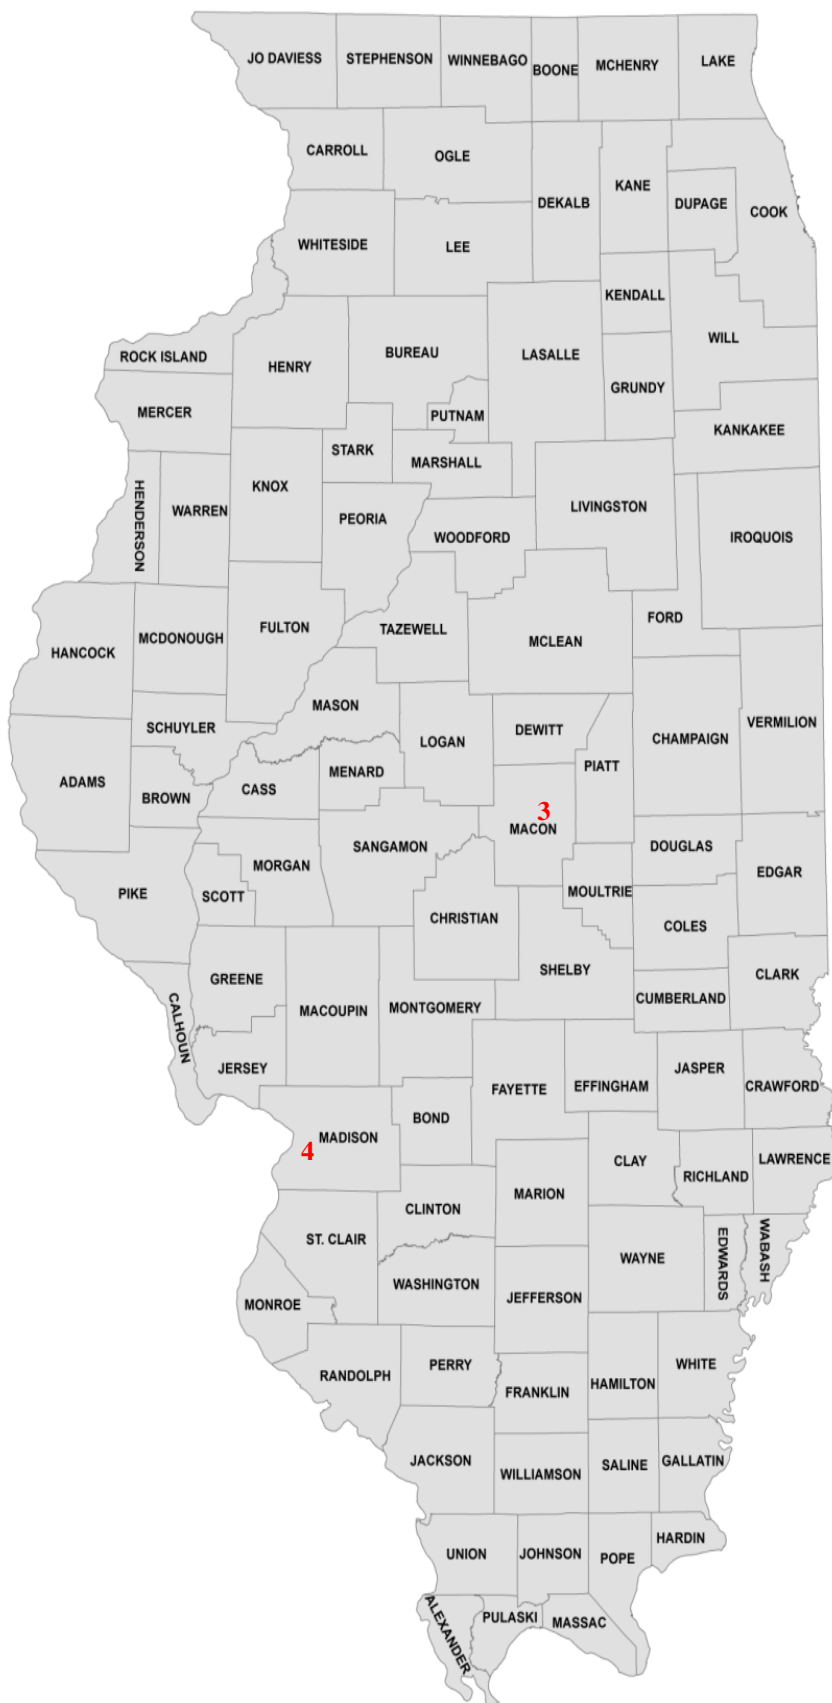 JO DAVIESS
STEPHENSON
WINNEBAGO
BOONE
MCHENRY
LAKE
CARROLL
OGLE
DEKALB
KANE
DUPAGE
COOK
WHITESIDE
LEE
KENDALL
ROCK ISLAND
HENRY
BUREAU
LASALLE
WILL
GRUNDY
MERCER
PUTNAM
KANKAKEE
STARK
MARSHALL
HENDERSON
WARREN
KNOX
PEORIA
LIVINGSTON
WOODFORD
IROQUOIS
HANCOCK
MCDONOUGH
FULTON
TAZEWELL
MCLEAN
FORD
MASON
SCHUYLER
LOGAN
DEWITT
CHAMPAIGN
VERMILION
PIATT
ADAMS
BROWN
CASS
MENARD
3
MACON
SANGAMON
DOUGLAS
MORGAN
EDGAR
PIKE
SCOTT
MOULTRIE
CHRISTIAN
COLES
GREENE
SHELBY
CLARK
CALHOUN
MACOUPIN
MONTGOMERY
CUMBERLAND
JERSEY
FAYETTE
EFFINGHAM
JASPER
CRAWFORD
BOND
MADISON
4
CLAY
RICHLAND
LAWRENCE
MARION
CLINTON
ST. CLAIR
WAYNE
EDWARDS
WABASH
WASHINGTON
JEFFERSON
MONROE
RANDOLPH
PERRY
FRANKLIN
HAMILTON
WHITE
JACKSON
WILLIAMSON
SALINE
GALLATIN
UNION
JOHNSON
POPE
HARDIN
ALEXANDER
PULASKI
MASSAC